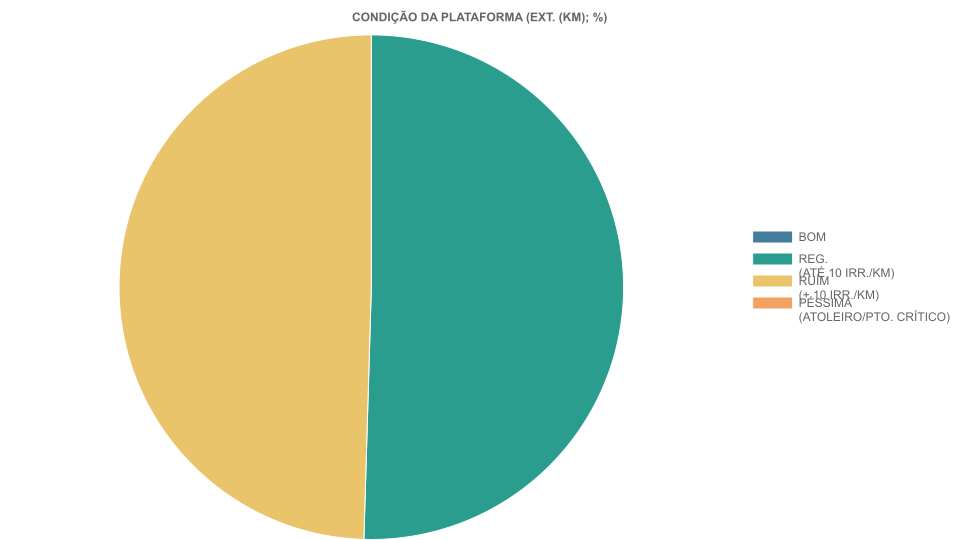 CONDIÇÃO DA PLATAFORMA (EXT. (KM); %)
BOM
REG.
(ATÉ 10 IRR./KM)
RUIM
(+ 10 IRR./KM)
PÉSSIMA
(ATOLEIRO/PTO. CRÍTICO)